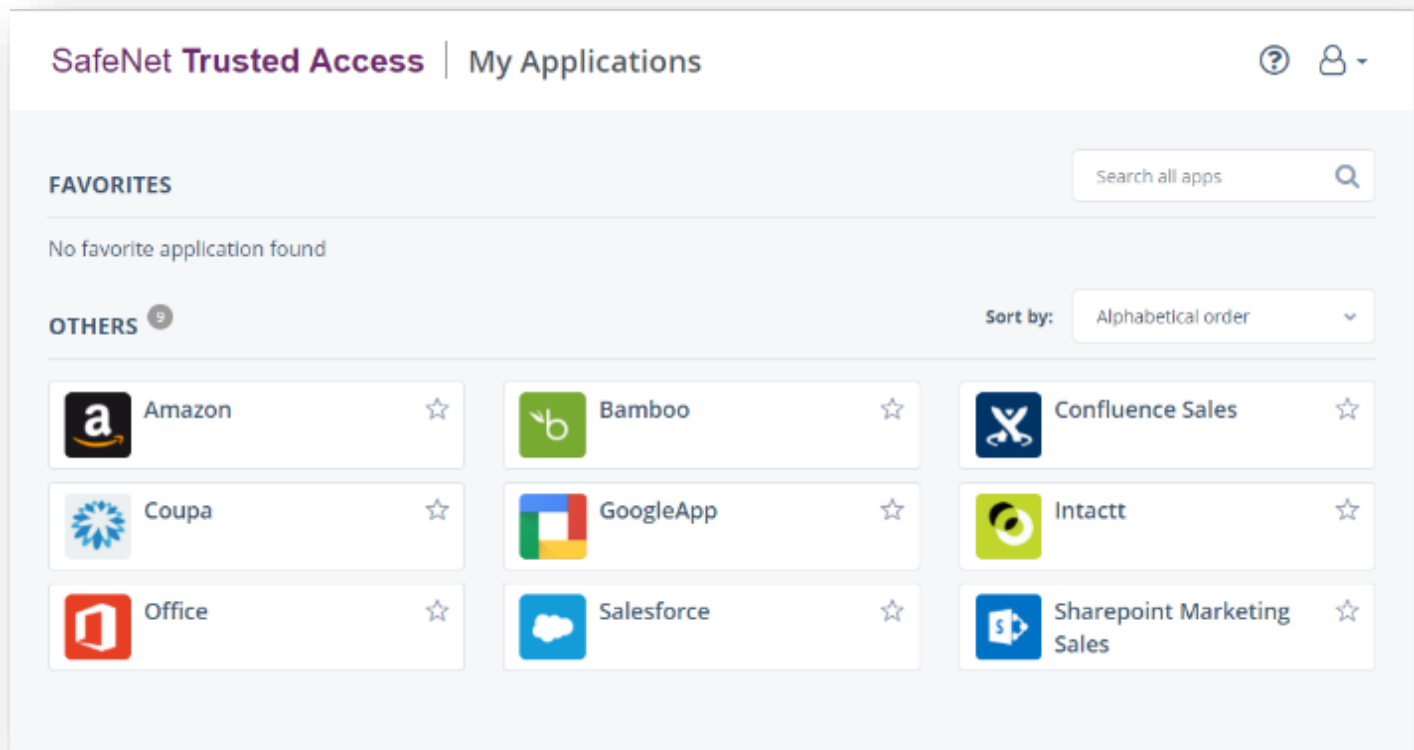 SafeNet Trusted Access | My Applications
FAVORITES
Search all apps
No favorite application found
OTHERS 9
Sort by: Alphabetical order
Amazon
Bamboo
Confluence Sales
Coupa
GoogleApp
Intactt
Office
Salesforce
Sharepoint Marketing
Sales